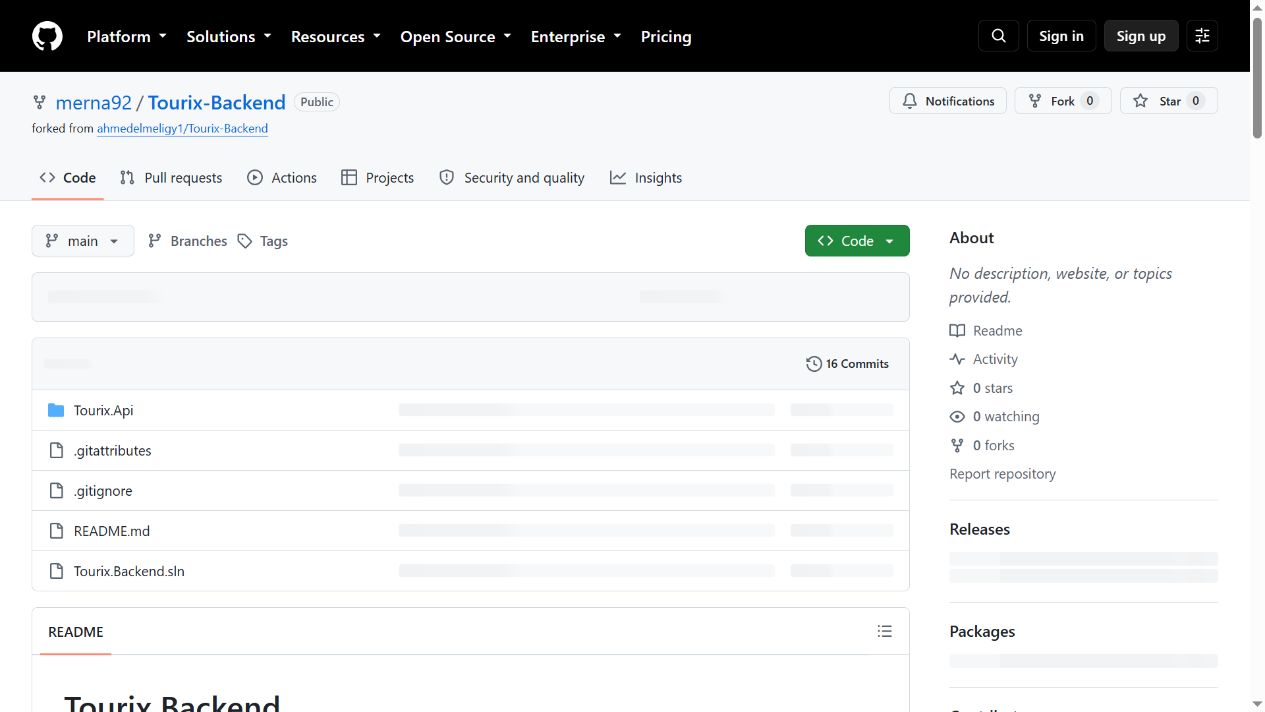 Platform Solutions Resources Open Source Enterprise Pricing Sign in Sign up
merna92 / Tourix-Backend Public Notifications Fork 0 Star 0
forked from ahmedelmeligy1/Tourix-Backend
Code Pull requests Actions Projects Security and quality Insights
main Branches Tags Code
About
No description, website, or topics
provided.
Readme
Activity
0 stars
0 watching
0 forks
Report repository
16 Commits
Tourix.Api
.gitattributes
.gitignore
README.md
Tourix.Backend.sln
Releases
Packages
README
Tourix Backend